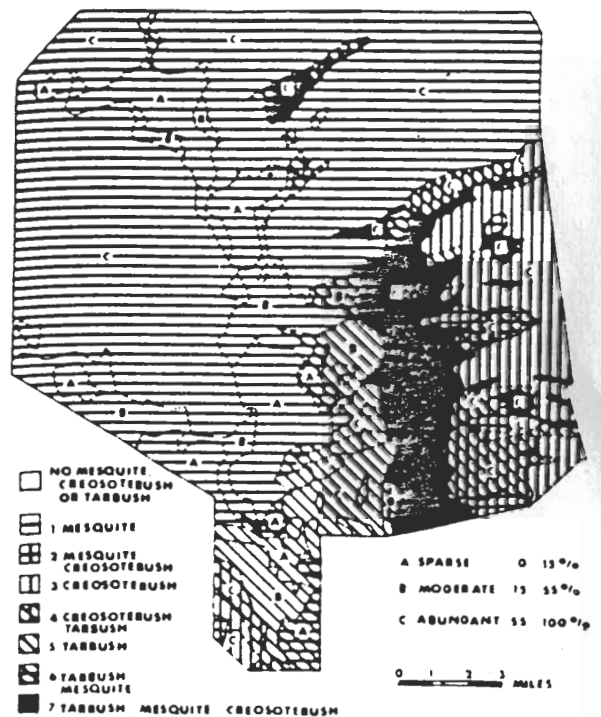 NO MESQUITE,
CREOSOTEBUSH
OR TARBUSH
1 MESQUITE
2 MESQUITE
CREOSOTEBUSH
3 CREOSOTEBUSH
4 CREOSOTEBUSH
TARBUSH
5 TARBUSH
6 TARBUSH
MESQUITE
7 TARBUSH MESQUITE CREOSOTEBUSH
A SPARSE 0 15%
B MODERATE 15 55%
C ABUNDANT 55 100%
0 1 2 3 MILES
C
C
A
A
C
B
A
C
B
A
A
B
B
A
A
A
A
B
C
A
C